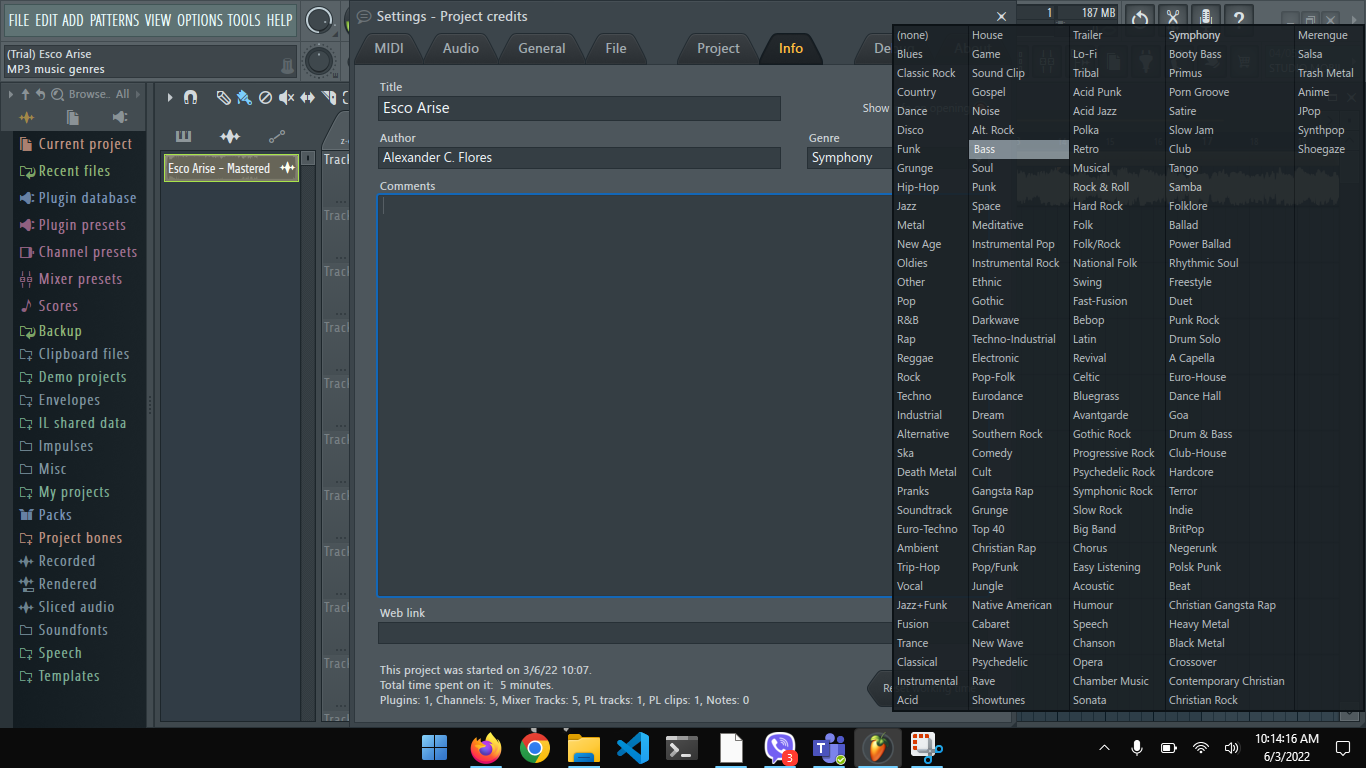 FILE EDIT ADD PATTERNS VIEW OPTIONS TOOLS HELP
(Trial) Esco Arise
MP3 music genres
Settings - Project credits
1
187 MB
Browse.. All
MIDI
Audio
General
File
Project
Info
Current project
Recent files
Plugin database
Plugin presets
Channel presets
Mixer presets
Scores
Backup
Clipboard files
Demo projects
Envelopes
IL shared data
Impulses
Misc
My projects
Packs
Project bones
Recorded
Rendered
Sliced audio
Soundfonts
Speech
Templates
Esco Arise - Mastered
Title
Esco Arise
Show
Author
Alexander C. Flores
Genre
Symphony
Comments
Web link
This project was started on 3/6/22 10:07.
Total time spent on it: 5 minutes.
Plugins: 1, Channels: 5, Mixer Tracks: 5, PL tracks: 1, PL clips: 1, Notes: 0
(none)
Blues
Classic Rock
Country
Dance
Disco
Funk
Grunge
Hip-Hop
Jazz
Metal
New Age
Oldies
Other
Pop
R&B
Rap
Reggae
Rock
Techno
Industrial
Alternative
Ska
Death Metal
Pranks
Soundtrack
Euro-Techno
Ambient
Trip-Hop
Vocal
Jazz+Funk
Fusion
Trance
Classical
Instrumental
Acid
House
Game
Sound Clip
Gospel
Noise
Alt. Rock
Bass
Soul
Punk
Space
Meditative
Instrumental Pop
Instrumental Rock
Ethnic
Gothic
Darkwave
Techno-Industrial
Electronic
Pop-Folk
Eurodance
Dream
Southern Rock
Comedy
Cult
Gangsta Rap
Grunge
Top 40
Christian Rap
Pop/Funk
Jungle
Native American
Cabaret
New Wave
Psychedelic
Rave
Showtunes
Trailer
Lo-Fi
Tribal
Acid Punk
Acid Jazz
Polka
Retro
Musical
Rock & Roll
Hard Rock
Folk
Folk/Rock
National Folk
Swing
Fast-Fusion
Bebop
Latin
Revival
Celtic
Bluegrass
Avantgarde
Gothic Rock
Progressive Rock
Psychedelic Rock
Symphonic Rock
Slow Rock
Big Band
Chorus
Easy Listening
Acoustic
Humour
Speech
Chanson
Opera
Chamber Music
Sonata
Symphony
Booty Bass
Primus
Porn Groove
Satire
Slow Jam
Club
Tango
Samba
Folklore
Ballad
Power Ballad
Rhythmic Soul
Freestyle
Duet
Punk Rock
Drum Solo
A Capella
Euro-House
Dance Hall
Goa
Drum & Bass
Club-House
Hardcore
Terror
Indie
BritPop
Negerunk
Polsk Punk
Beat
Christian Gangsta Rap
Heavy Metal
Black Metal
Crossover
Contemporary Christian
Christian Rock
Merengue
Salsa
Trash Metal
Anime
JPop
Synthpop
Shoegaze
3
10:14:16 AM
6/3/2022